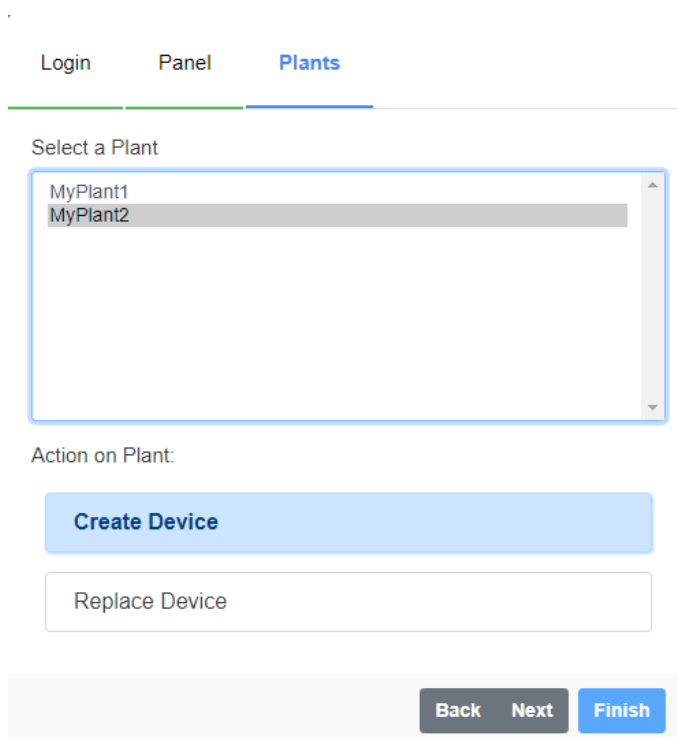 Login Panel Plants
Select a Plant
MyPlant1
MyPlant2
Action on Plant:
Create Device
Replace Device
Back Next Finish